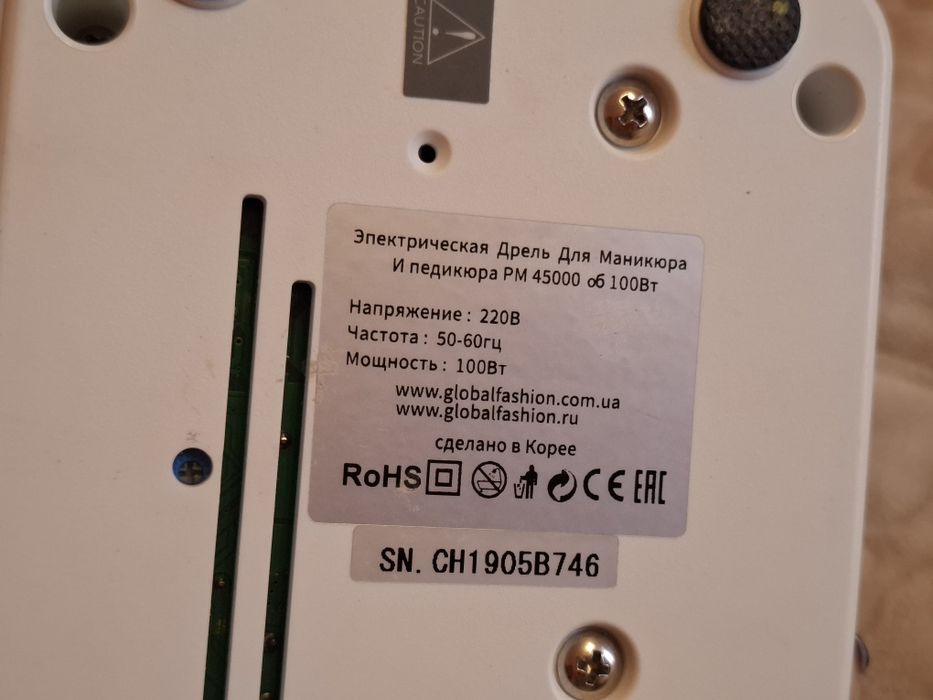 CAUTION
Эпектрическая Дрель Для Маникюра
И педикюра PM 45000 об 100Вт
Напряжение : 220В
Частота : 50-60гц
Мощность : 100Вт
www.globalfashion.com.ua
www.globalfashion.ru
сделано в Корее
RoHS CE EAC
SN. CH1905B746